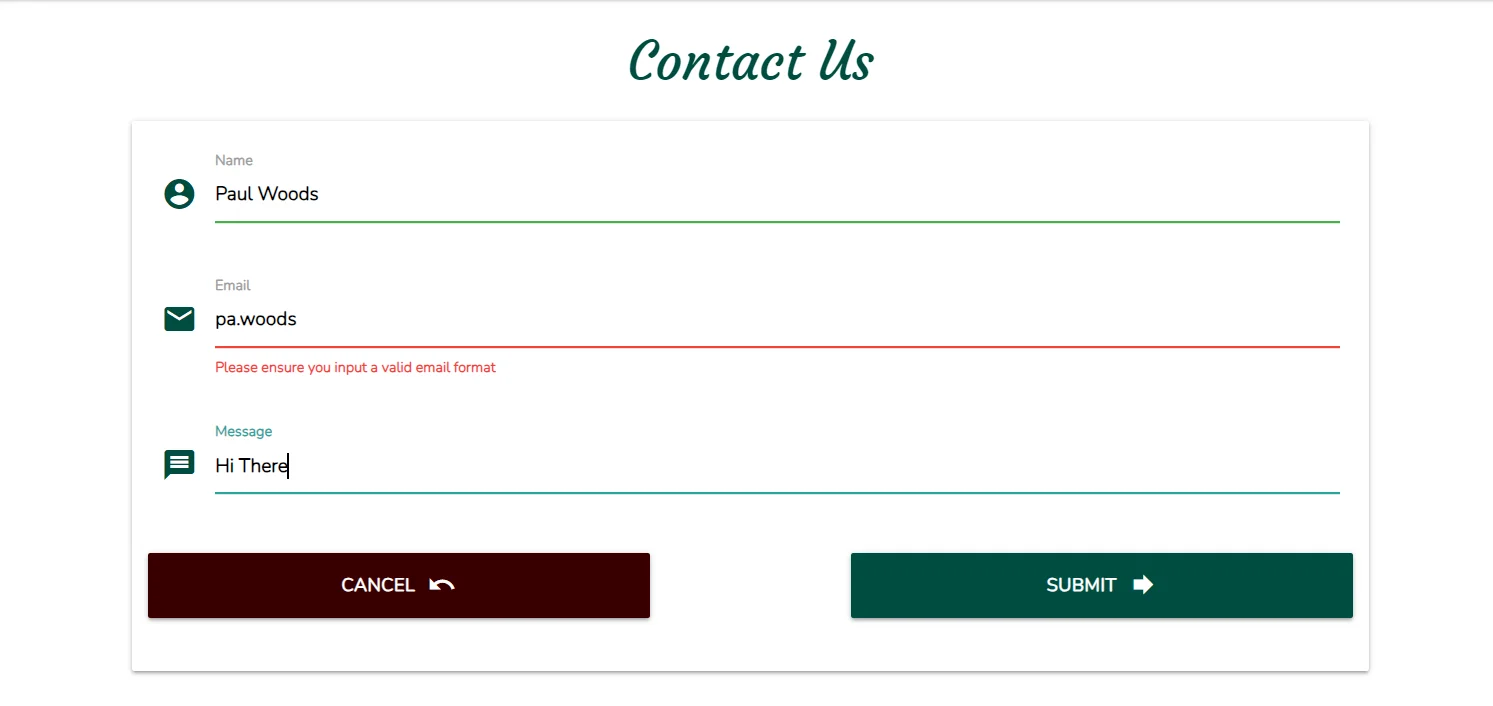 Contact Us
Name
Paul Woods
Email
pa.woods
Please ensure you input a valid email format
Message
Hi There
CANCEL
SUBMIT